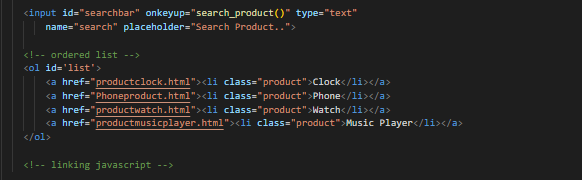 <input id="searchbar" onkeyup="search_product()" type="text"
name="search" placeholder="Search Product..">
<!-- ordered list -->
<ol id='list'>
<a href="productclock.html"><li class="product">Clock</li></a>
<a href="Phoneproduct.html"><li class="product">Phone</li></a>
<a href="productwatch.html"><li class="product">Watch</li></a>
<a href="productmusicplayer.html"><li class="product">Music Player</li></a>
</ol>
<!-- linking javascript -->